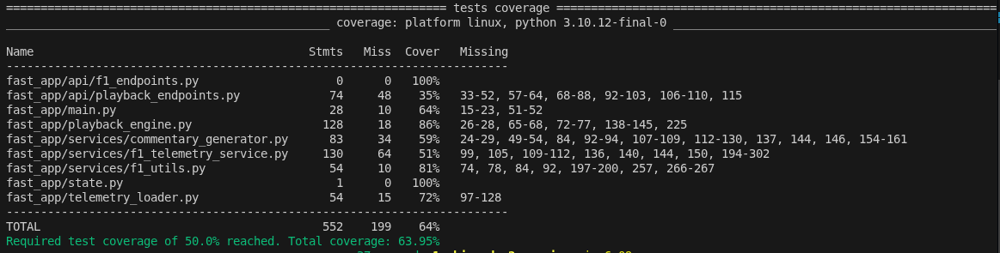 ================================================================ tests coverage ================================================================
_______________________________________________ coverage: platform linux, python 3.10.12-final-0 _______________________________________________
Name                                         Stmts   Miss  Cover   Missing
-------------------------------------------------------------------------
fast_app/api/f1_endpoints.py                     0      0   100%
fast_app/api/playback_endpoints.py              74     48    35%   33-52, 57-64, 68-88, 92-103, 106-110, 115
fast_app/main.py                                28     10    64%   15-23, 51-52
fast_app/playback_engine.py                    128     18    86%   26-28, 65-68, 72-77, 138-145, 225
fast_app/services/commentary_generator.py       83     34    59%   24-29, 49-54, 84, 92-94, 107-109, 112-130, 137, 144, 146, 154-161
fast_app/services/f1_telemetry_service.py      130     64    51%   99, 105, 109-112, 136, 140, 144, 150, 194-302
fast_app/services/f1_utils.py                   54     10    81%   74, 78, 84, 92, 197-200, 257, 266-267
fast_app/state.py                                1      0   100%
fast_app/telemetry_loader.py                    54     15    72%   97-128
-------------------------------------------------------------------------
TOTAL                                          552    199    64%
Required test coverage of 50.0% reached. Total coverage: 63.95%